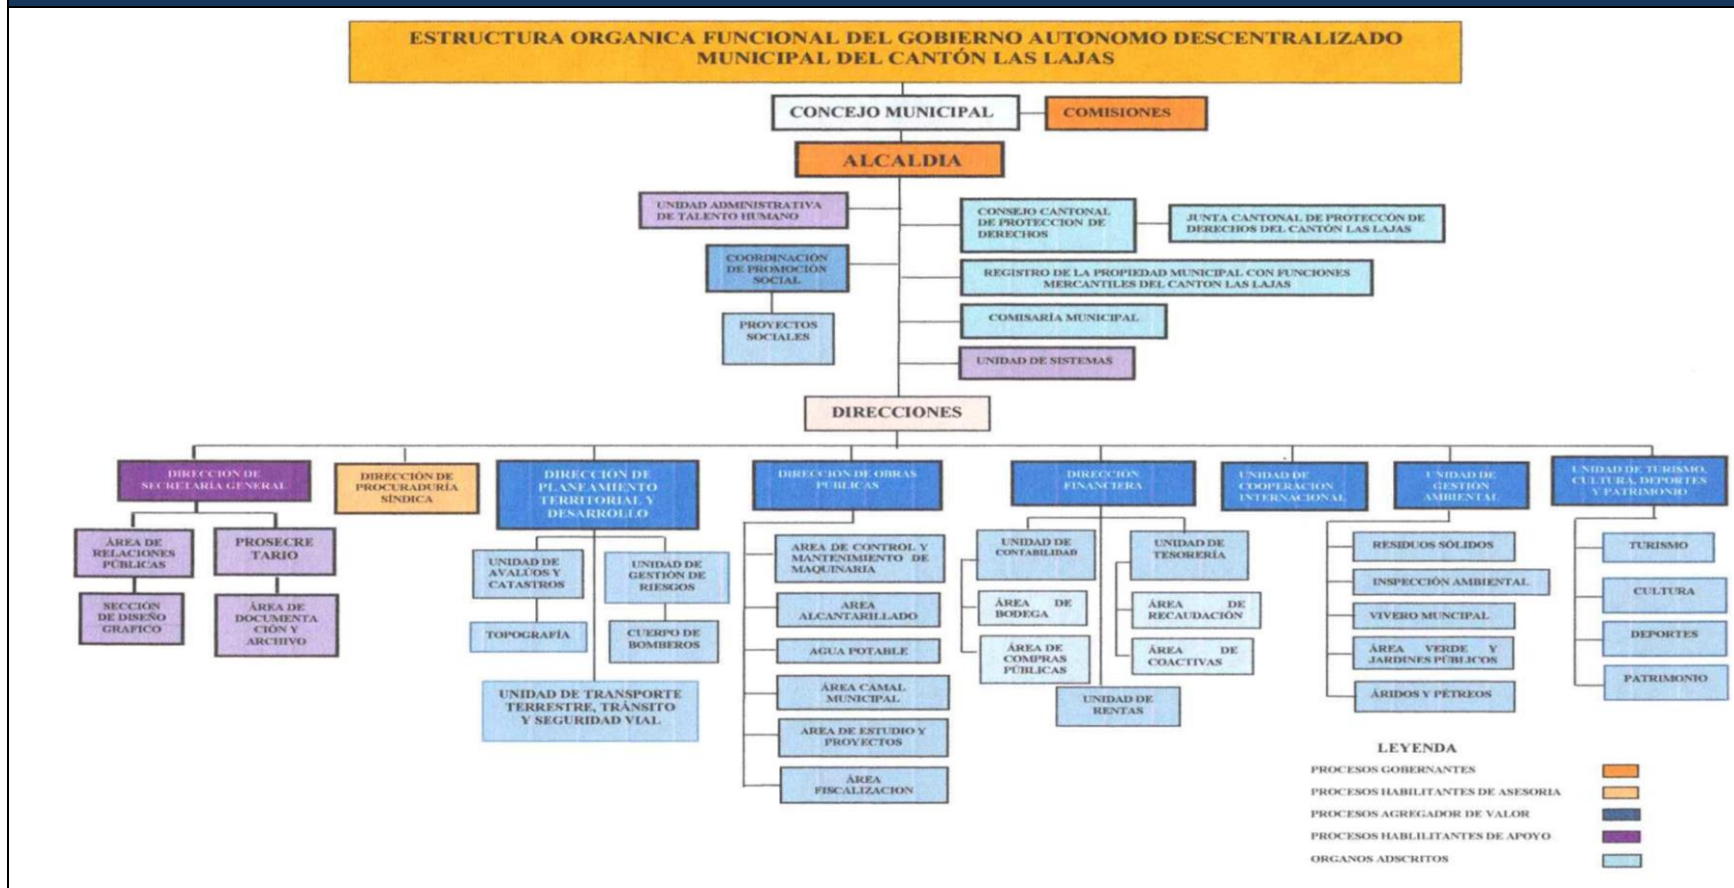 ESTRUCTURA ORGANICA FUNCIONAL DEL GOBIERNO AUTONOMO DESCENTRALIZADO
MUNICIPAL DEL CANTÓN LAS LAJAS
CONCEJO MUNICIPAL
COMISIONES
ALCALDIA
UNIDAD ADMINISTRATIVA
DE TALENTO HUMANO
CONSEJO CANTONAL
DE PROTECCION DE
DERECHOS
JUNTA CANTONAL DE PROTECCÓN DE
DERECHOS DEL CANTÓN LAS LAJAS
COORDINACIÓN
DE PROMOCIÓN
SOCIAL
REGISTRO DE LA PROPIEDAD MUNICIPAL CON FUNCIONES
MERCANTILES DEL CANTON LAS LAJAS
PROYECTOS
SOCIALES
COMISARÍA MUNICIPAL
UNIDAD DE SISTEMAS
DIRECCIONES
DIRECCION DE
SECRETARÍA GENERAL
DIRECCIÓN DE
PROCURADURÍA
SÍNDICA
DIRECCIÓN DE
PLANEAMIENTO
TERRITORIAL Y
DESARROLLO
DIRECCION DE OBRAS
PUBLICAS
DIRECCIÓN
FINANCIERA
UNIDAD DE
COOPERACION
INTERNACIONAL
UNIDAD DE
GESTION
AMBIENTAL
UNIDAD DE TURISMO,
CULTURA, DEPORTES
Y PATRIMONIO
ÁREA DE
RELACIONES
PÚBLICAS
PROSECRE
TARIO
SECCIÓN
DE DISEÑO
GRAFICO
ÁREA DE
DOCUMENTA
CIÓN Y
ARCHIVO
UNIDAD DE
AVALÚOS Y
CATASTROS
UNIDAD DE
GESTIÓN DE
RIESGOS
TOPOGRAFÍA
CUERPO DE
BOMBEROS
UNIDAD DE TRANSPORTE
TERRESTRE, TRÁNSITO
Y SEGURIDAD VIAL
AREA DE CONTROL Y
MANTENIMIENTO DE
MAQUINARIA
AREA
ALCANTARILLADO
AGUA POTABLE
ÁREA CAMAL
MUNICIPAL
AREA DE ESTUDIO Y
PROYECTOS
ÁREA
FISCALIZACION
UNIDAD DE
CONTABILIDAD
UNIDAD DE
TESORERÍA
ÁREA DE
BODEGA
ÁREA DE
RECAUDACIÓN
ÁREA DE
COMPRAS
PÚBLICAS
ÁREA DE
COACTIVAS
UNIDAD DE
RENTAS
RESIDUOS SÓLIDOS
INSPECCIÓN AMBIENTAL
VIVERO MUNCIPAL
ÁREA VERDE Y
JARDINES PÚBLICOS
ÁRIDOS Y PÉTREOS
TURISMO
CULTURA
DEPORTES
PATRIMONIO
LEYENDA
PROCESOS GOBERNANTES
PROCESOS HABILITANTES DE ASESORIA
PROCESOS AGREGADOR DE VALOR
PROCESOS HABLILITANTES DE APOYO
ORGANOS ADSCRITOS